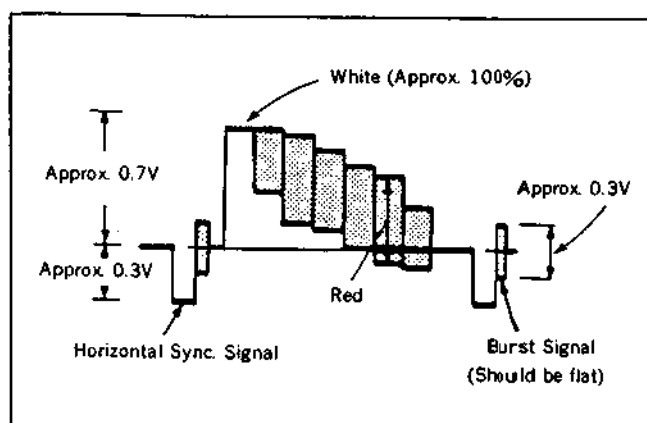 White (Approx. 100%)
Approx. 0.7V
Approx. 0.3V
Approx. 0.3V
Red
Horizontal Sync. Signal
Burst Signal
(Should be flat)